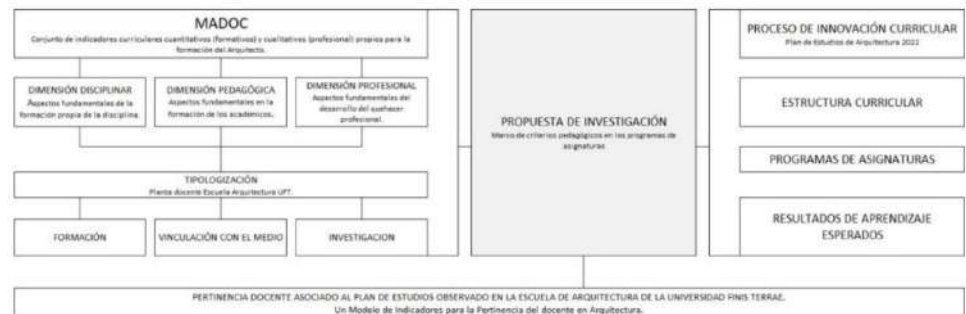 MADOC
Conjunto de indicadores curriculares cuantitativos (formativos) y cualitativos (profesional) propios para la
formación del Arquitecto.
DIMENSIÓN DISCIPLINAR
Aspectos fundamentales de la
formación propia de la disciplina.
DIMENSIÓN PEDAGÓGICA
Aspectos fundamentales en la
formación de los académicos.
DIMENSIÓN PROFESIONAL
Aspectos fundamentales del
desarrollo del quehacer
profesional.
TIPOLOGIZACIÓN
Planta docente Escuela Arquitectura UFT.
FORMACIÓN
VINCULACIÓN CON EL MEDIO
INVESTIGACION
PROPUESTA DE INVESTIGACIÓN
Marco de criterios pedagógicos en los programas de
asignaturas
PROCESO DE INNOVACIÓN CURRICULAR
Plan de Estudios de Arquitectura 2022
ESTRUCTURA CURRICULAR
PROGRAMAS DE ASIGNATURAS
RESULTADOS DE APRENDIZAJE
ESPERADOS
PERTINENCIA DOCENTE ASOCIADO AL PLAN DE ESTUDIOS OBSERVADO EN LA ESCUELA DE ARQUITECTURA DE LA UNIVERSIDAD FINIS TERRAE.
Un Modelo de Indicadores para la Pertinencia del docente en Arquitectura.